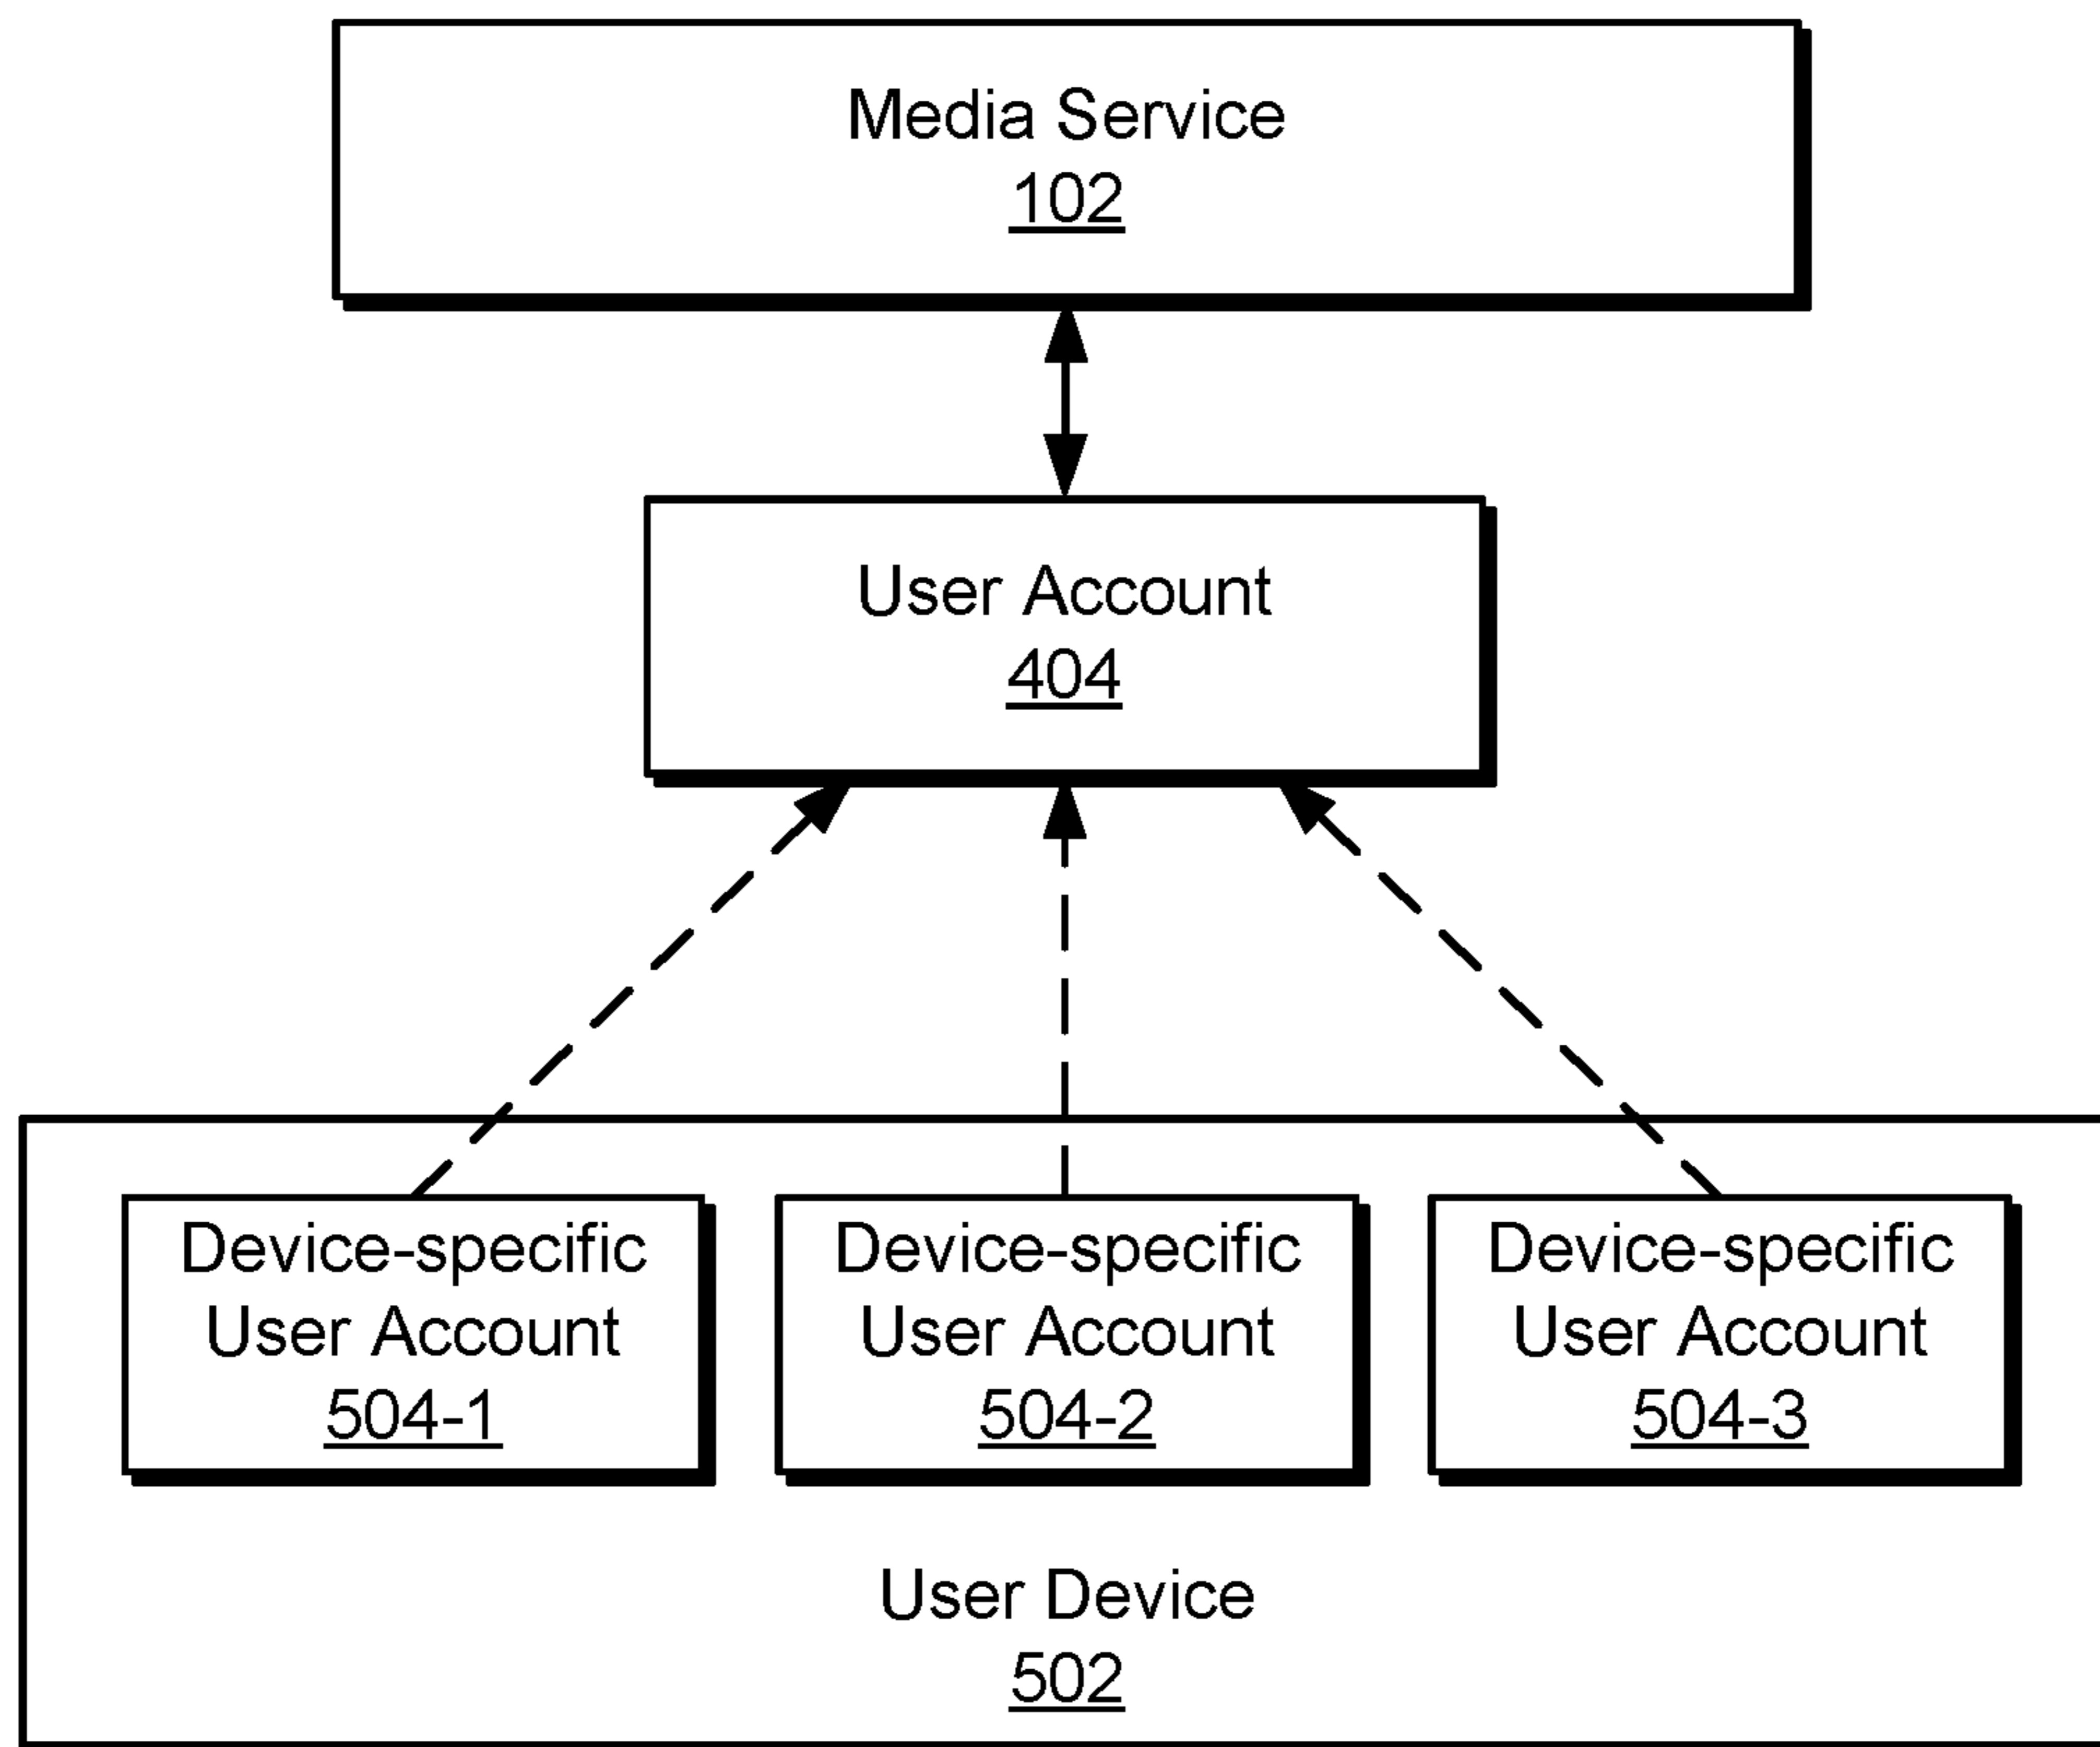 Media Service
102
User Account
404
Device-specific
User Account
504-1
Device-specific
User Account
504-2
Device-specific
User Account
504-3
User Device
502